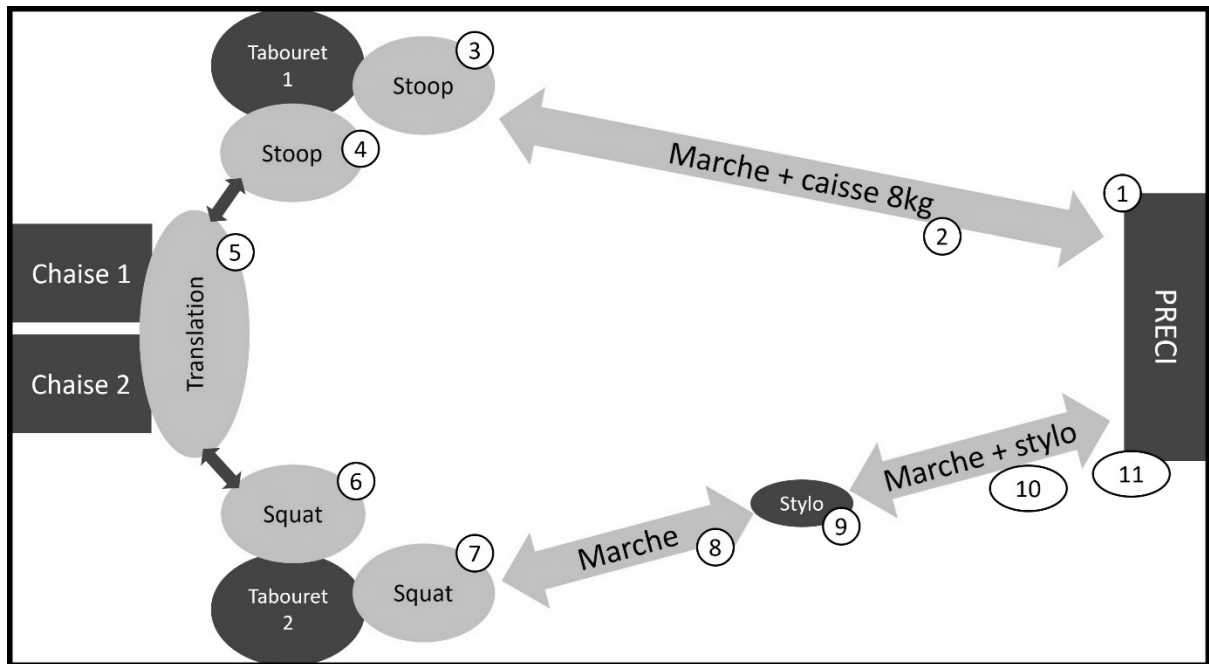 Tabouret
1
3
Stoop
Stoop
4
Marche + caisse 8kg
2
1
PRECI
Chaise 1
Chaise 2
5
Translation
6
Squat
7
Squat
Tabouret
2
Marche
8
Stylo
9
Marche + stylo
10
11